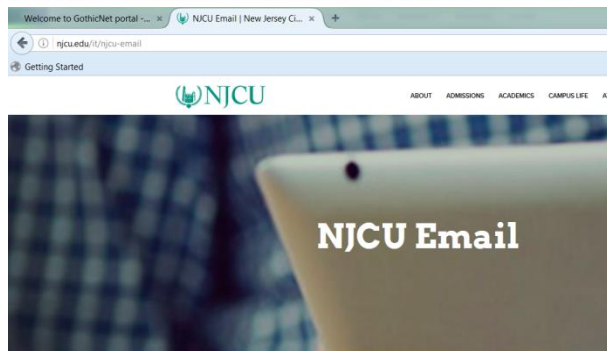 Welcome to GothicNet portal -... × NJCU Email | New Jersey Ci... × +
njcu.edu/it/njcu-email
Getting Started
NJCU ABOUT ADMISSIONS ACADEMICS CAMPUS LIFE
NJCU Email